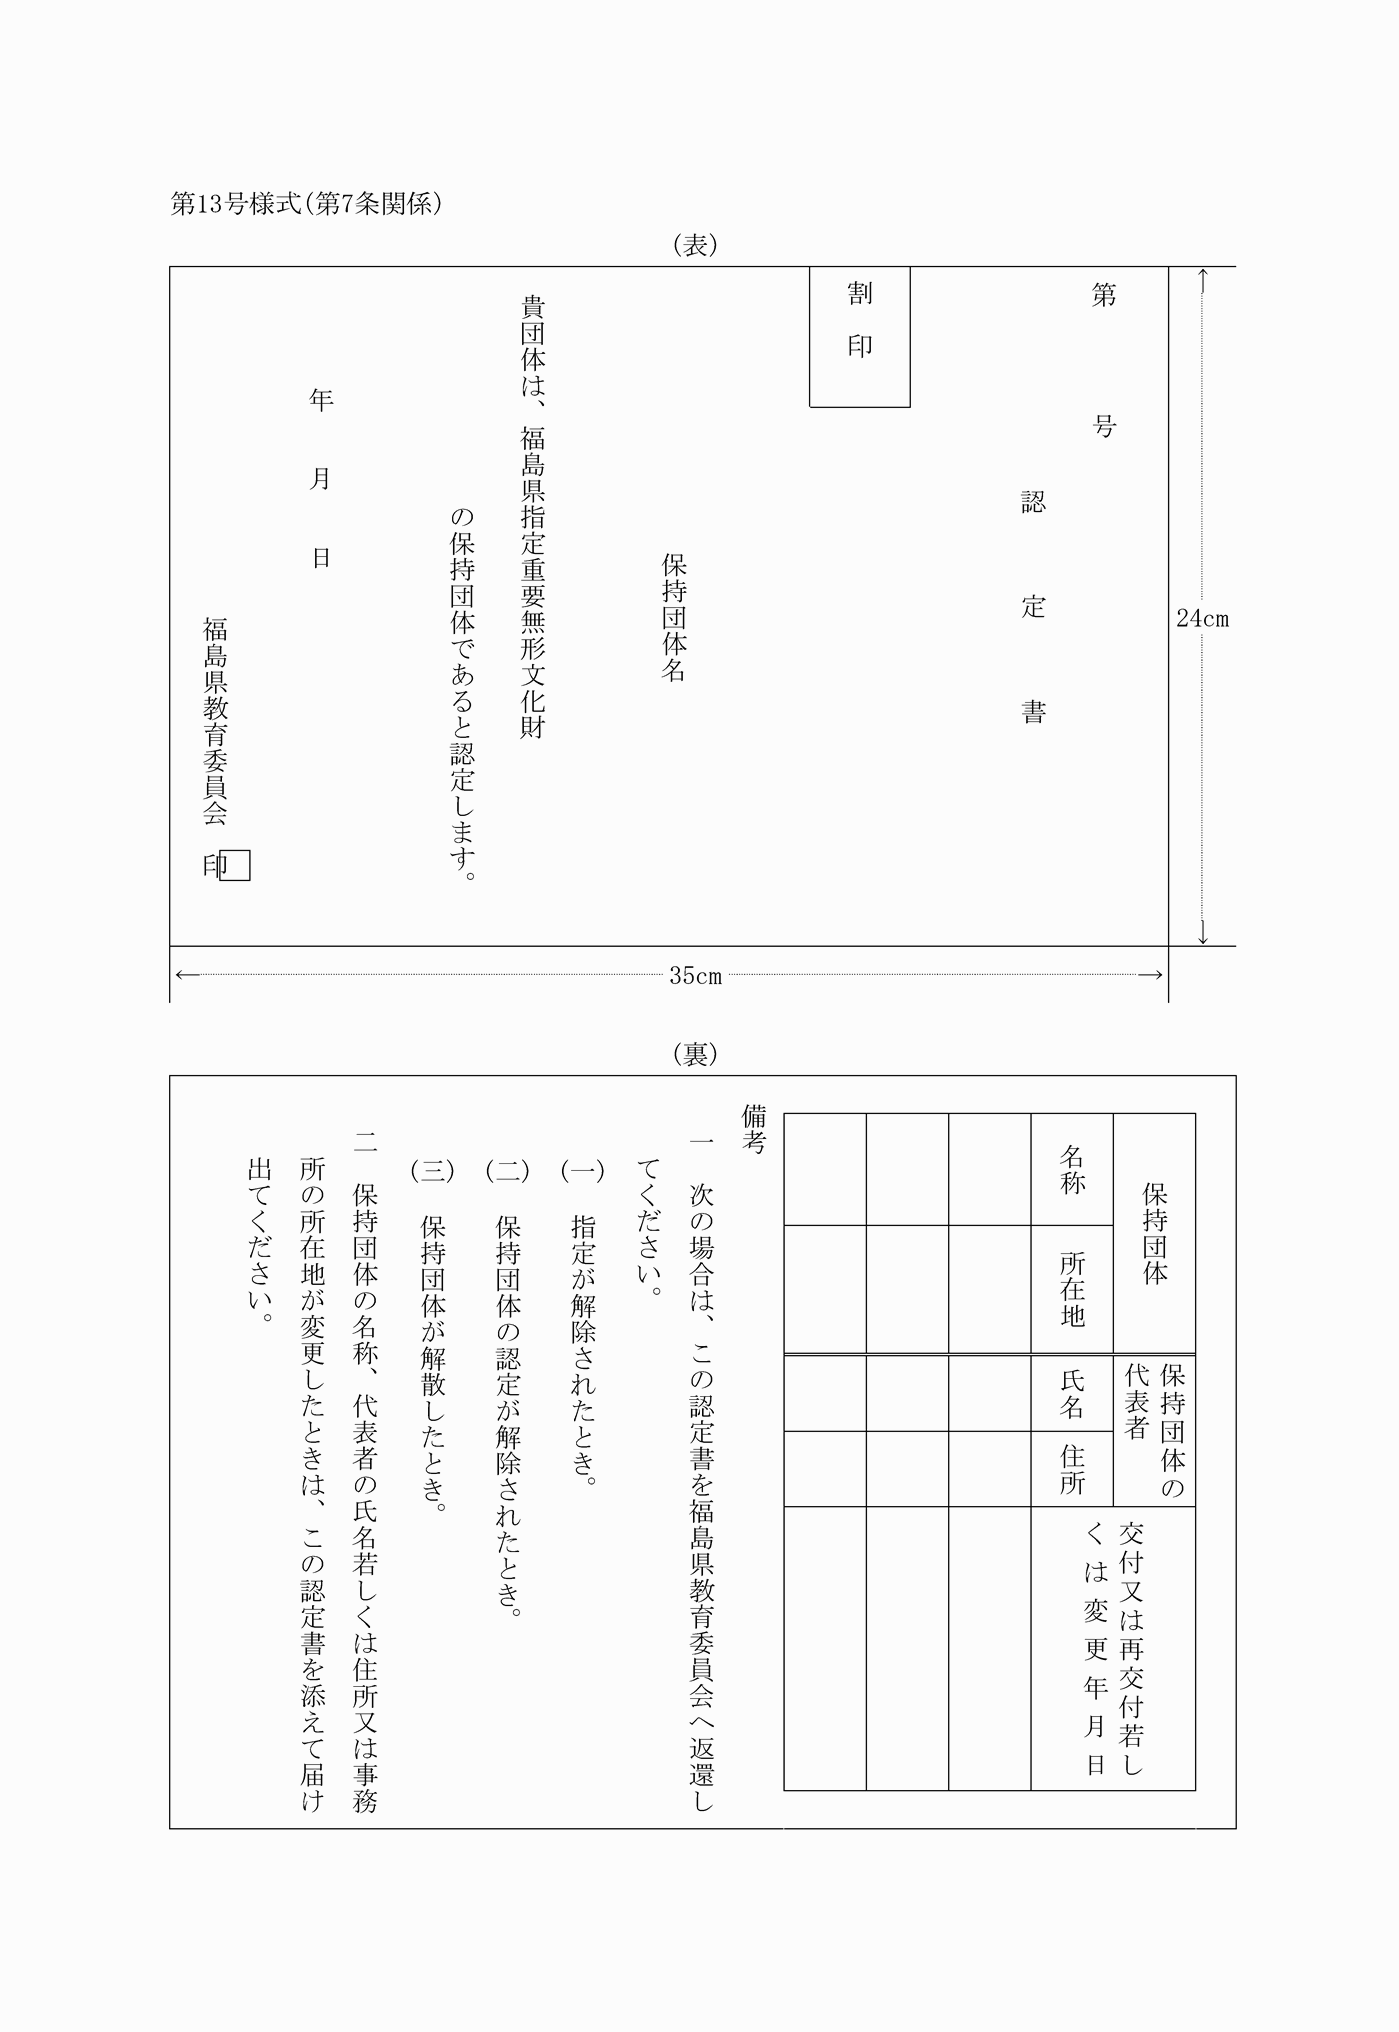 第13号様式(第7条関係)
(表)
第　号
認定書
割印
保持団体名
貴団体は、福島県指定重要無形文化財
の保持団体であると認定します。
年　月　日
福島県教育委員会　印
24cm
35cm
(裏)
保持団体
保持団体の
代表者
名称
所在地
氏名
住所
交付又は再交付若し
くは変更年月日
備考
一　次の場合は、この認定書を福島県教育委員会へ返還し
てください。
(一)　指定が解除されたとき。
(二)　保持団体の認定が解除されたとき。
(三)　保持団体が解散したとき。
二　保持団体の名称、代表者の氏名若しくは住所又は事務
所の所在地が変更したときは、この認定書を添えて届け
出てください。